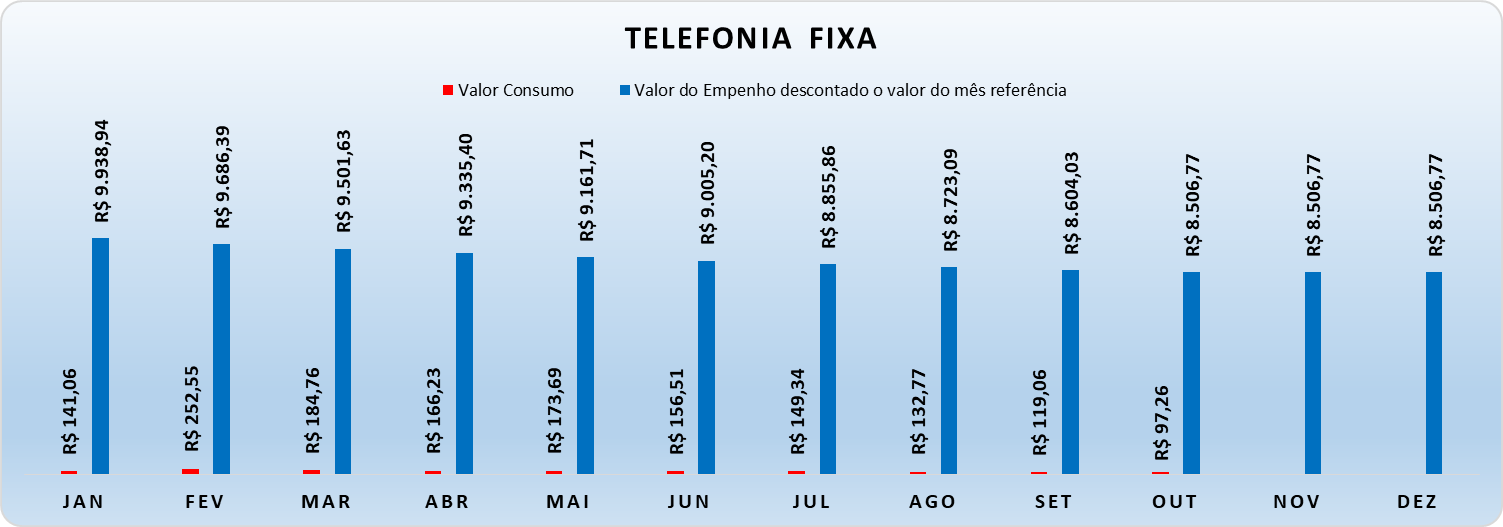 TELEFONIA FIXA
Valor Consumo
Valor do Empenho descontado o valor do mês referência
R$ 141,06
R$ 9.938,94
R$ 252,55
R$ 9.686,39
R$ 184,76
R$ 9.501,63
R$ 166,23
R$ 9.335,40
R$ 173,69
R$ 9.161,71
R$ 156,51
R$ 9.005,20
R$ 149,34
R$ 8.855,86
R$ 132,77
R$ 8.723,09
R$ 119,06
R$ 8.604,03
R$ 97,26
R$ 8.506,77
R$ 8.506,77
R$ 8.506,77
JAN FEV MAR ABR MAI JUN JUL AGO SET OUT NOV DEZ